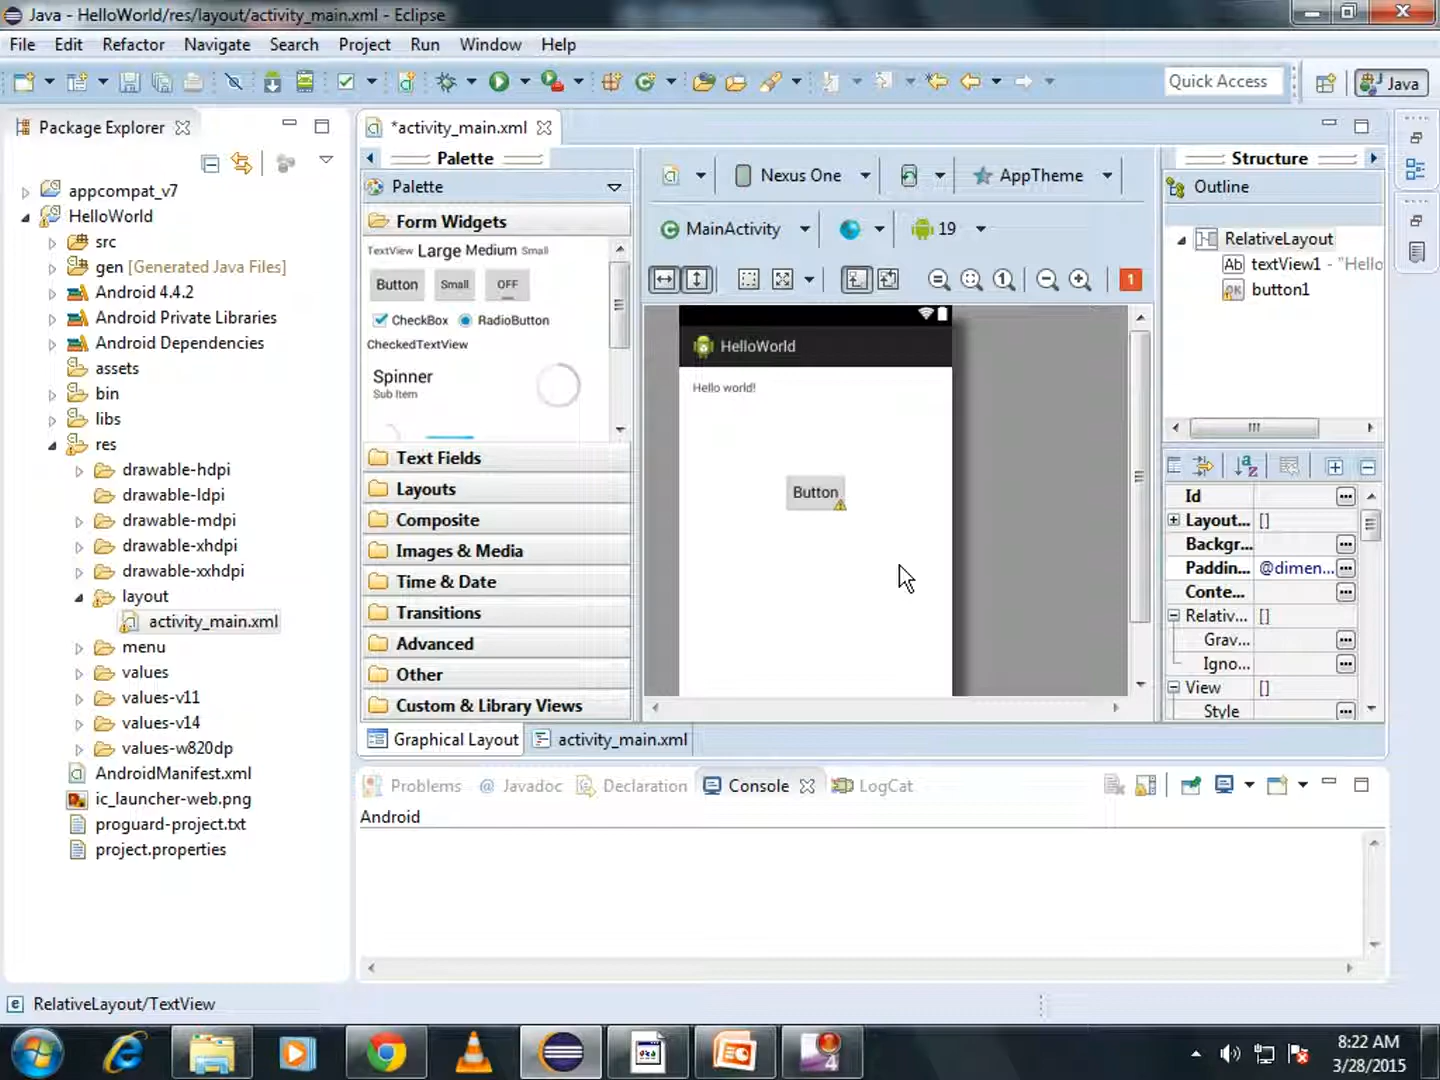 Java - HelloWorld/res/layout/activity_main.xml - Eclipse
File Edit Refactor Navigate Search Project Run Window Help
Quick Access
Java
Package Explorer
appcompat_v7
HelloWorld
src
gen [Generated Java Files]
Android 4.4.2
Android Private Libraries
Android Dependencies
assets
bin
libs
res
drawable-hdpi
drawable-ldpi
drawable-mdpi
drawable-xhdpi
drawable-xxhdpi
layout
activity_main.xml
menu
values
values-v11
values-v14
values-w820dp
AndroidManifest.xml
ic_launcher-web.png
proguard-project.txt
project.properties
*activity_main.xml
Palette
Palette
Form Widgets
TextView Large Medium Small
Button Small OFF
CheckBox RadioButton
CheckedTextView
Spinner
Sub Item
Text Fields
Layouts
Composite
Images & Media
Time & Date
Transitions
Advanced
Other
Custom & Library Views
Graphical Layout activity_main.xml
Nexus One AppTheme
MainActivity 19
1
HelloWorld
Hello world!
Button
Structure
Outline
RelativeLayout
Ab textView1 - "Hello
OK button1
Id
Layout... []
Backgr...
Paddin... @dimen...
Conte...
Relativ... []
Grav...
Igno...
View []
Style
Problems @ Javadoc Declaration Console LogCat
Android
RelativeLayout/TextView
4
8:22 AM
3/28/2015